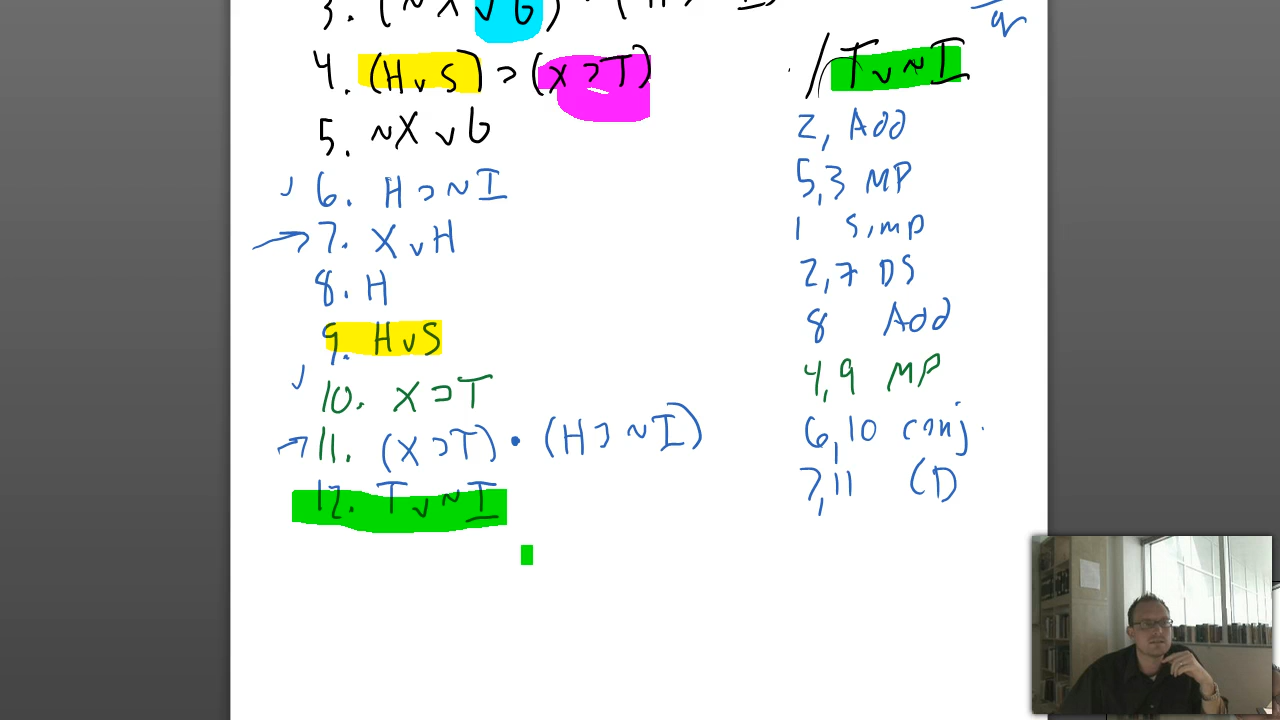 3. (~X v G) ⊃ (H ⊃ ~I)
4. (H v S) ⊃ (X ⊃ T) / T v ~I
5. ~X v G 2, Add
6. H ⊃ ~I 5,3 MP
7. X v H 1 Simp
8. H 2,7 DS
9. H v S 8 Add
10. X ⊃ T 4,9 MP
11. (X ⊃ T) • (H ⊃ ~I) 6,10 conj.
12. T v ~I 7,11 CD